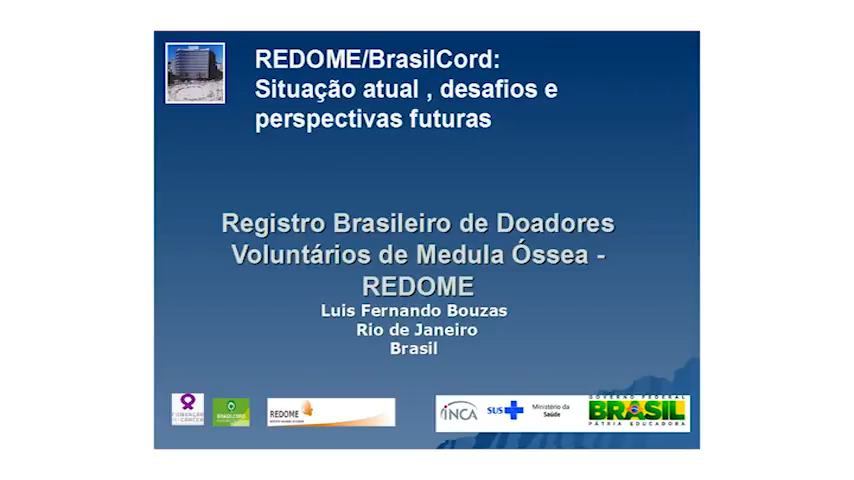 REDOME/BrasilCord:
Situação atual , desafios e
perspectivas futuras
Registro Brasileiro de Doadores
Voluntários de Medula Óssea -
REDOME
Luis Fernando Bouzas
Rio de Janeiro
Brasil
BRASILCORD
REDOME
INCA
SUS
Ministério da
Saúde
GOVERNO FEDERAL
BRASIL
PÁTRIA EDUCADORA